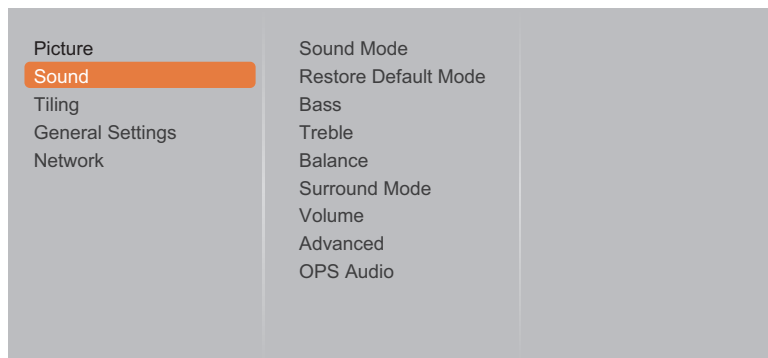 Picture
Sound
Tiling
General Settings
Network
Sound Mode
Restore Default Mode
Bass
Treble
Balance
Surround Mode
Volume
Advanced
OPS Audio